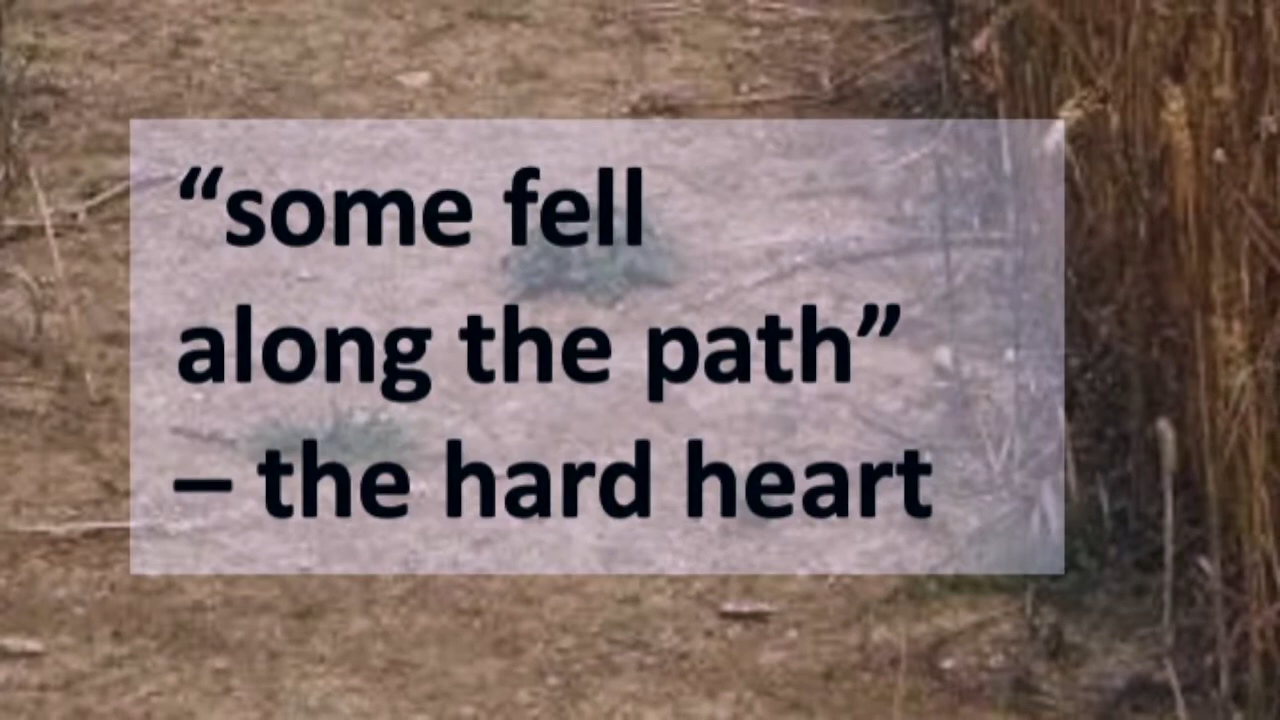 “some fell
along the path”
– the hard heart